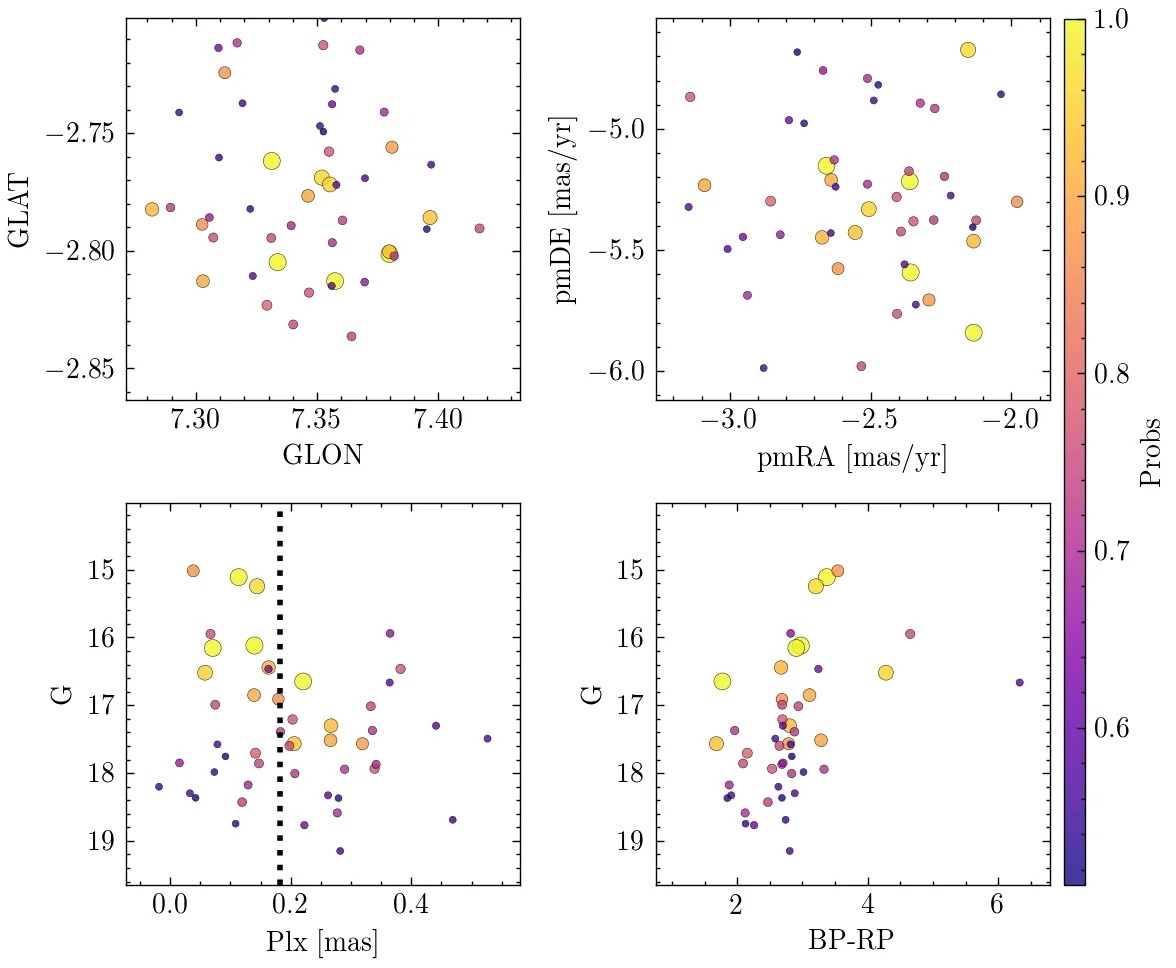 −2.75
−2.80
−2.85
GLAT
7.30 7.35 7.40
GLON
−5.0
−5.5
−6.0
pmDE [mas/yr]
−3.0 −2.5 −2.0
pmRA [mas/yr]
1.0
0.9
0.8
0.7
0.6
Probs
15
16
17
18
19
G
0.0 0.2 0.4
Plx [mas]
15
16
17
18
19
G
2 4 6
BP-RP